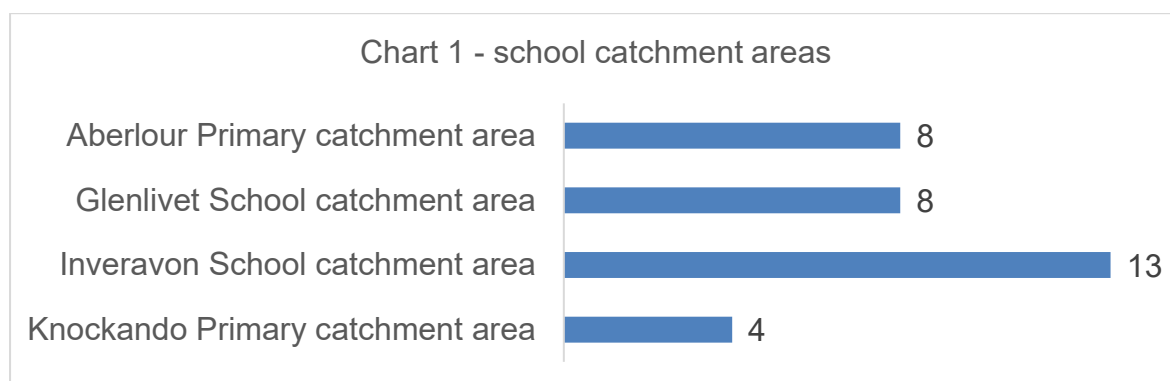 Chart 1 - school catchment areas
Aberlour Primary catchment area 8
Glenlivet School catchment area 8
Inveravon School catchment area 13
Knockando Primary catchment area 4